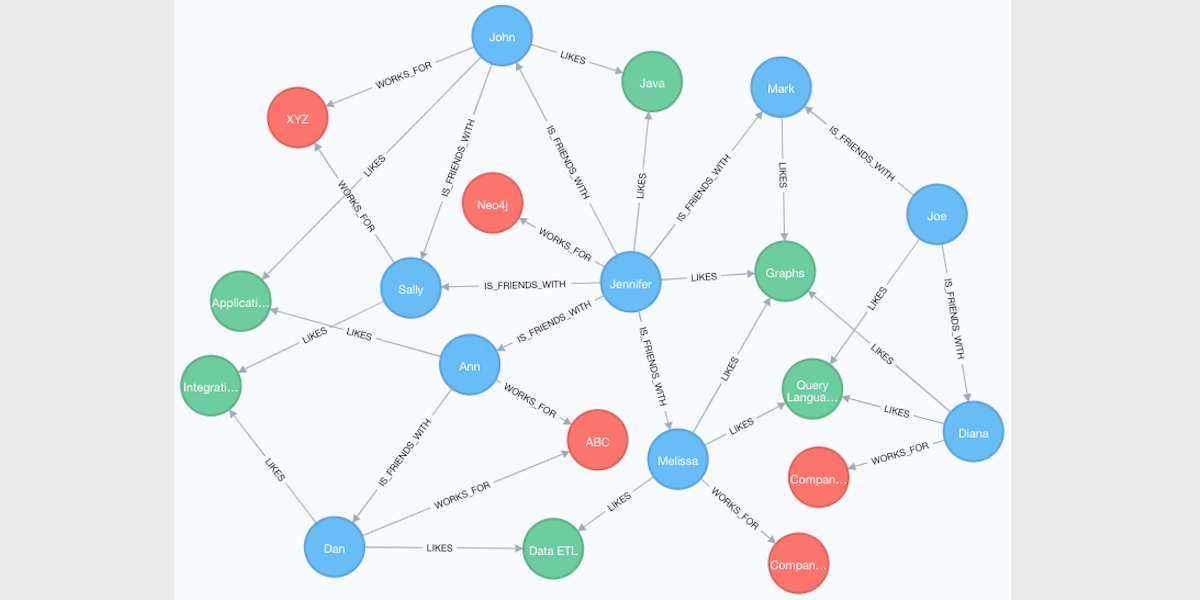 John
LIKES
Java
Mark
WORKS_FOR
XYZ
IS_FRIENDS_WITH
LIKES
IS_FRIENDS_WITH
IS_FRIENDS_WITH
IS_FRIENDS_WITH
LIKES
LIKES
WORKS_FOR
Neo4j
Joe
WORKS_FOR
Applicati...
Sally
IS_FRIENDS_WITH
Jennifer
LIKES
Graphs
LIKES
IS_FRIENDS_WITH
LIKES
LIKES
IS_FRIENDS_WITH
IS_FRIENDS_WITH
Integrati...
Ann
LIKES
LIKES
Query
Langua...
WORKS_FOR
LIKES
LIKES
Diana
IS_FRIENDS_WITH
ABC
Melissa
WORKS_FOR
Compan...
LIKES
WORKS_FOR
LIKES
WORKS_FOR
Dan
LIKES
Data ETL
Compan...